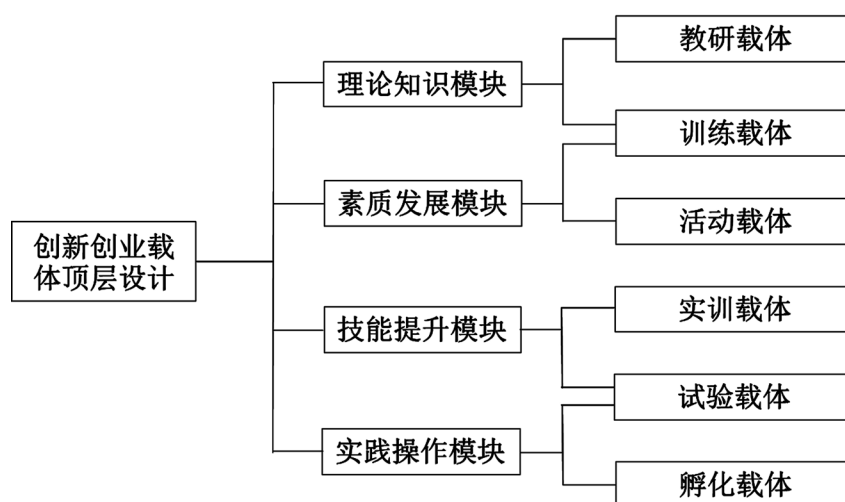 创新创业载
体顶层设计
理论知识模块
素质发展模块
技能提升模块
实践操作模块
教研载体
训练载体
活动载体
实训载体
试验载体
孵化载体